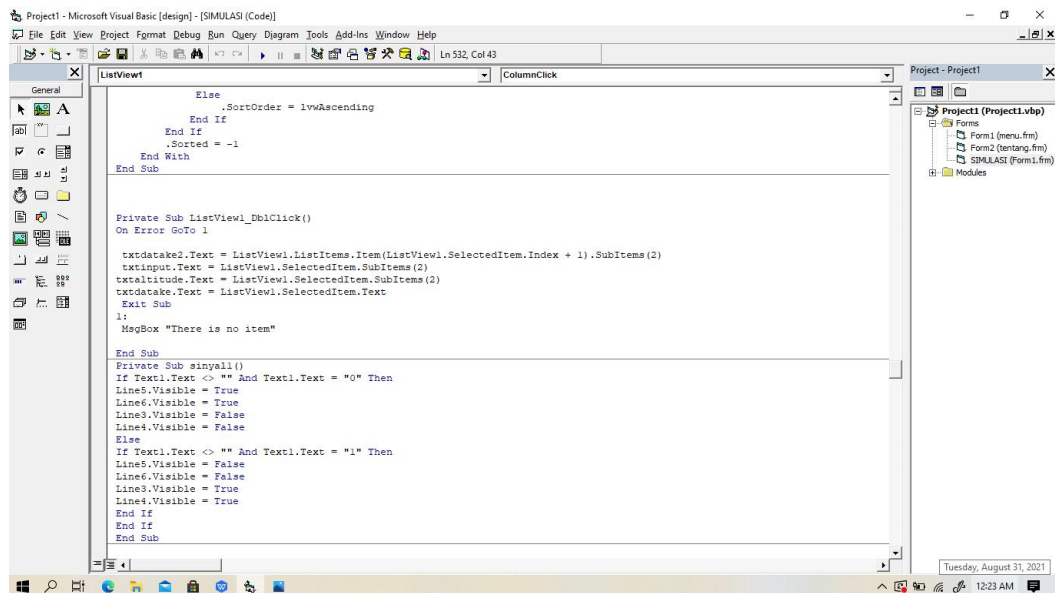 Project1 - Microsoft Visual Basic [design] - [SIMULASI (Code)]
File Edit View Project Format Debug Run Query Diagram Tools Add-Ins Window Help
Ln 532, Col 43
General
ListView1
ColumnClick
Else
.SortOrder = lvwAscending
End If
End If
.Sorted = -1
End With
End Sub
Private Sub ListView1_DblClick()
On Error GoTo 1
txtdatake2.Text = ListView1.ListItems.Item(ListView1.SelectedItem.Index + 1).SubItems(2)
txtinput.Text = ListView1.SelectedItem.SubItems(2)
txtaltitude.Text = ListView1.SelectedItem.SubItems(2)
txtdatake.Text = ListView1.SelectedItem.Text
Exit Sub
1:
MsgBox "There is no item"
End Sub
Private Sub sinyal1()
If Text1.Text <> "" And Text1.Text = "0" Then
Line5.Visible = True
Line6.Visible = True
Line3.Visible = False
Line4.Visible = False
Else
If Text1.Text <> "" And Text1.Text = "1" Then
Line5.Visible = False
Line6.Visible = False
Line3.Visible = True
Line4.Visible = True
End If
End If
End Sub
Project - Project1
Project1 (Project1.vbp)
Forms
Form1 (menu.frm)
Form2 (tentang.frm)
SIMULASI (Form1.frm)
Modules
Tuesday, August 31, 2021
12:23 AM